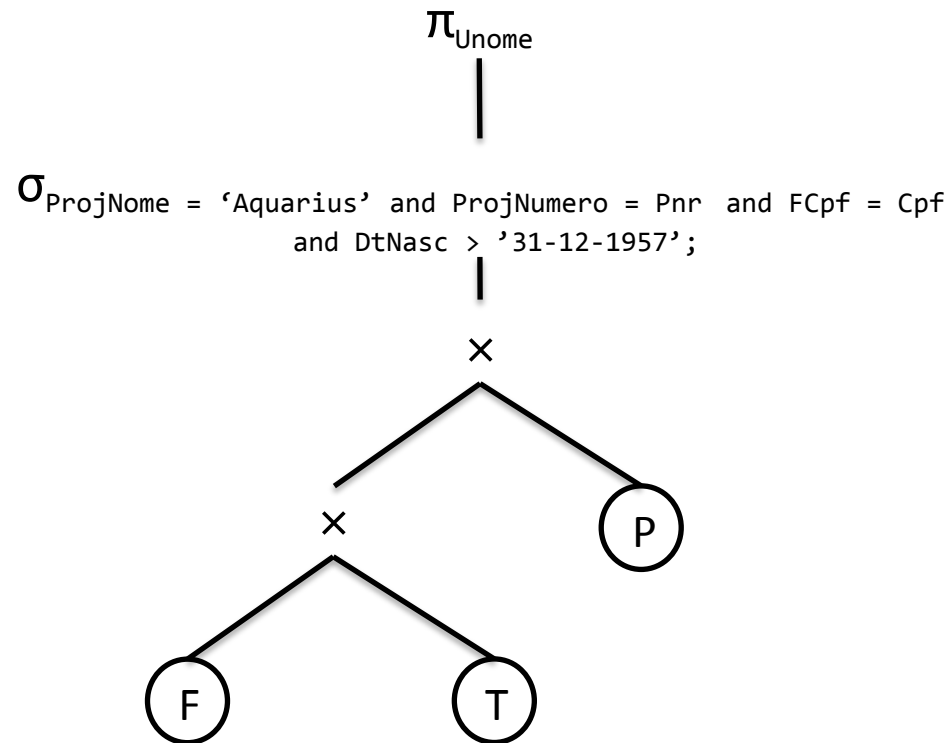 πUnome
σProjNome = ‘Aquarius’ and ProjNumero = Pnr and FCpf = Cpf
and DtNasc > ’31-12-1957’;
×
×
P
F
T